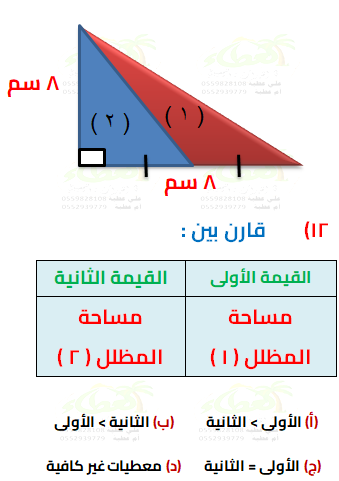 ٨ سم
( ١ )
( ٢ )
٨ سم
١٢) قارن بين :
القيمة الأولى القيمة الثانية
مساحة المظلل ( ١ ) مساحة المظلل ( ٢ )
(أ) الأولى > الثانية (ب) الثانية > الأولى
(ج) الأولى = الثانية (د) معطيات غير كافية